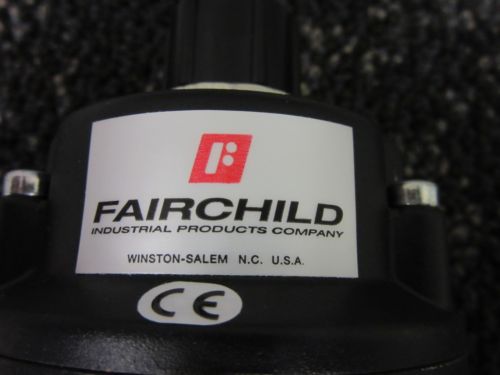 FAIRCHILD
INDUSTRIAL PRODUCTS COMPANY
WINSTON-SALEM N.C. U.S.A.
CE